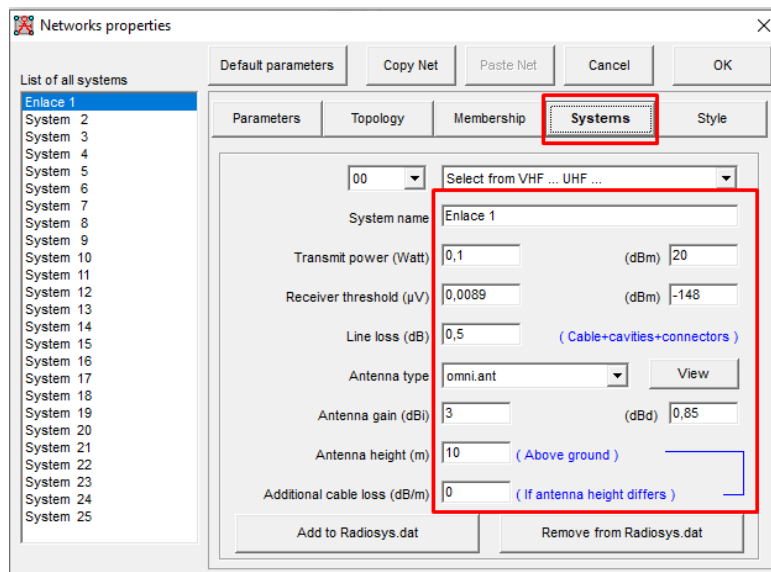 Networks properties
Default parameters Copy Net Paste Net Cancel OK
List of all systems
Enlace 1
System 2
System 3
System 4
System 5
System 6
System 7
System 8
System 9
System 10
System 11
System 12
System 13
System 14
System 15
System 16
System 17
System 18
System 19
System 20
System 21
System 22
System 23
System 24
System 25
Parameters Topology Membership Systems Style
00 Select from VHF ... UHF ...
System name Enlace 1
Transmit power (Watt) 0,1 (dBm) 20
Receiver threshold (µV) 0,0089 (dBm) -148
Line loss (dB) 0,5 ( Cable+cavities+connectors )
Antenna type omni.ant View
Antenna gain (dBi) 3 (dBd) 0,85
Antenna height (m) 10 ( Above ground )
Additional cable loss (dB/m) 0 ( If antenna height differs )
Add to Radiosys.dat Remove from Radiosys.dat